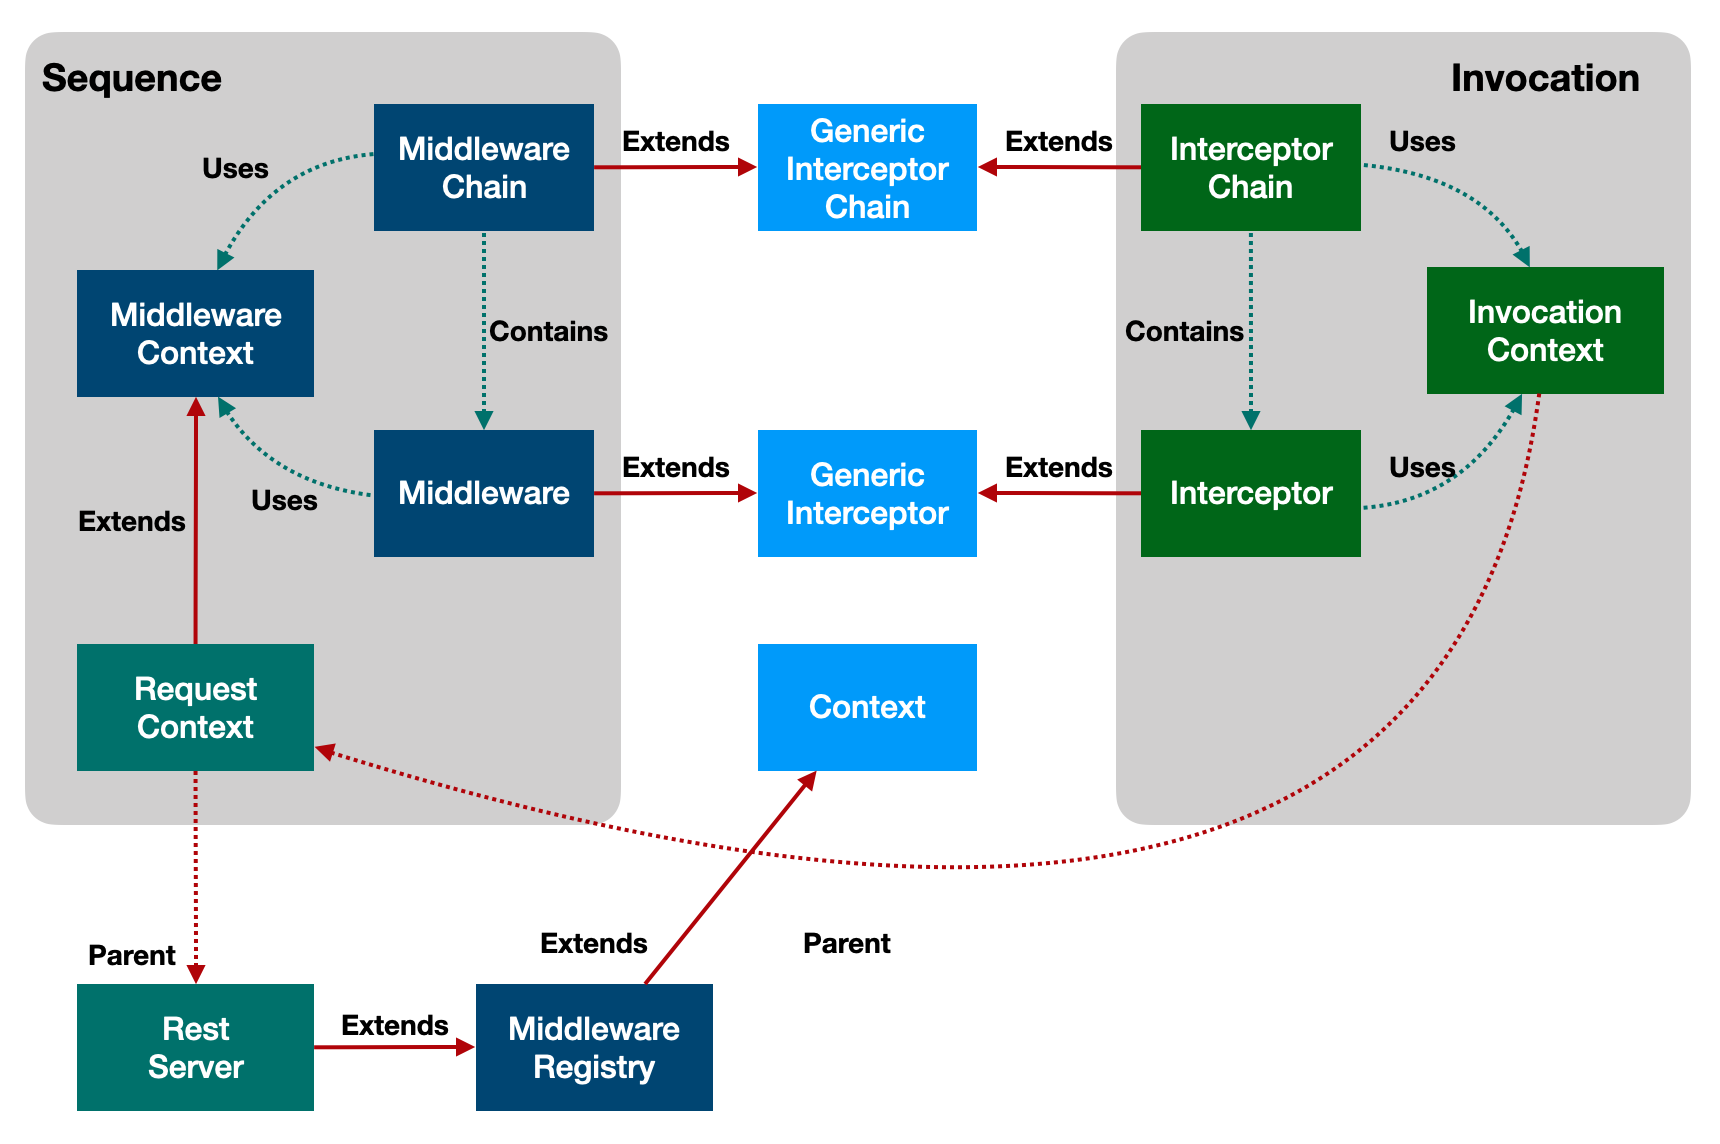 Sequence
Invocation
Middleware
Chain
Extends
Generic
Interceptor
Chain
Extends
Interceptor
Chain
Uses
Uses
Middleware
Context
Contains
Contains
Invocation
Context
Uses
Middleware
Extends
Generic
Interceptor
Extends
Interceptor
Uses
Extends
Request
Context
Context
Parent
Extends
Parent
Rest
Server
Extends
Middleware
Registry